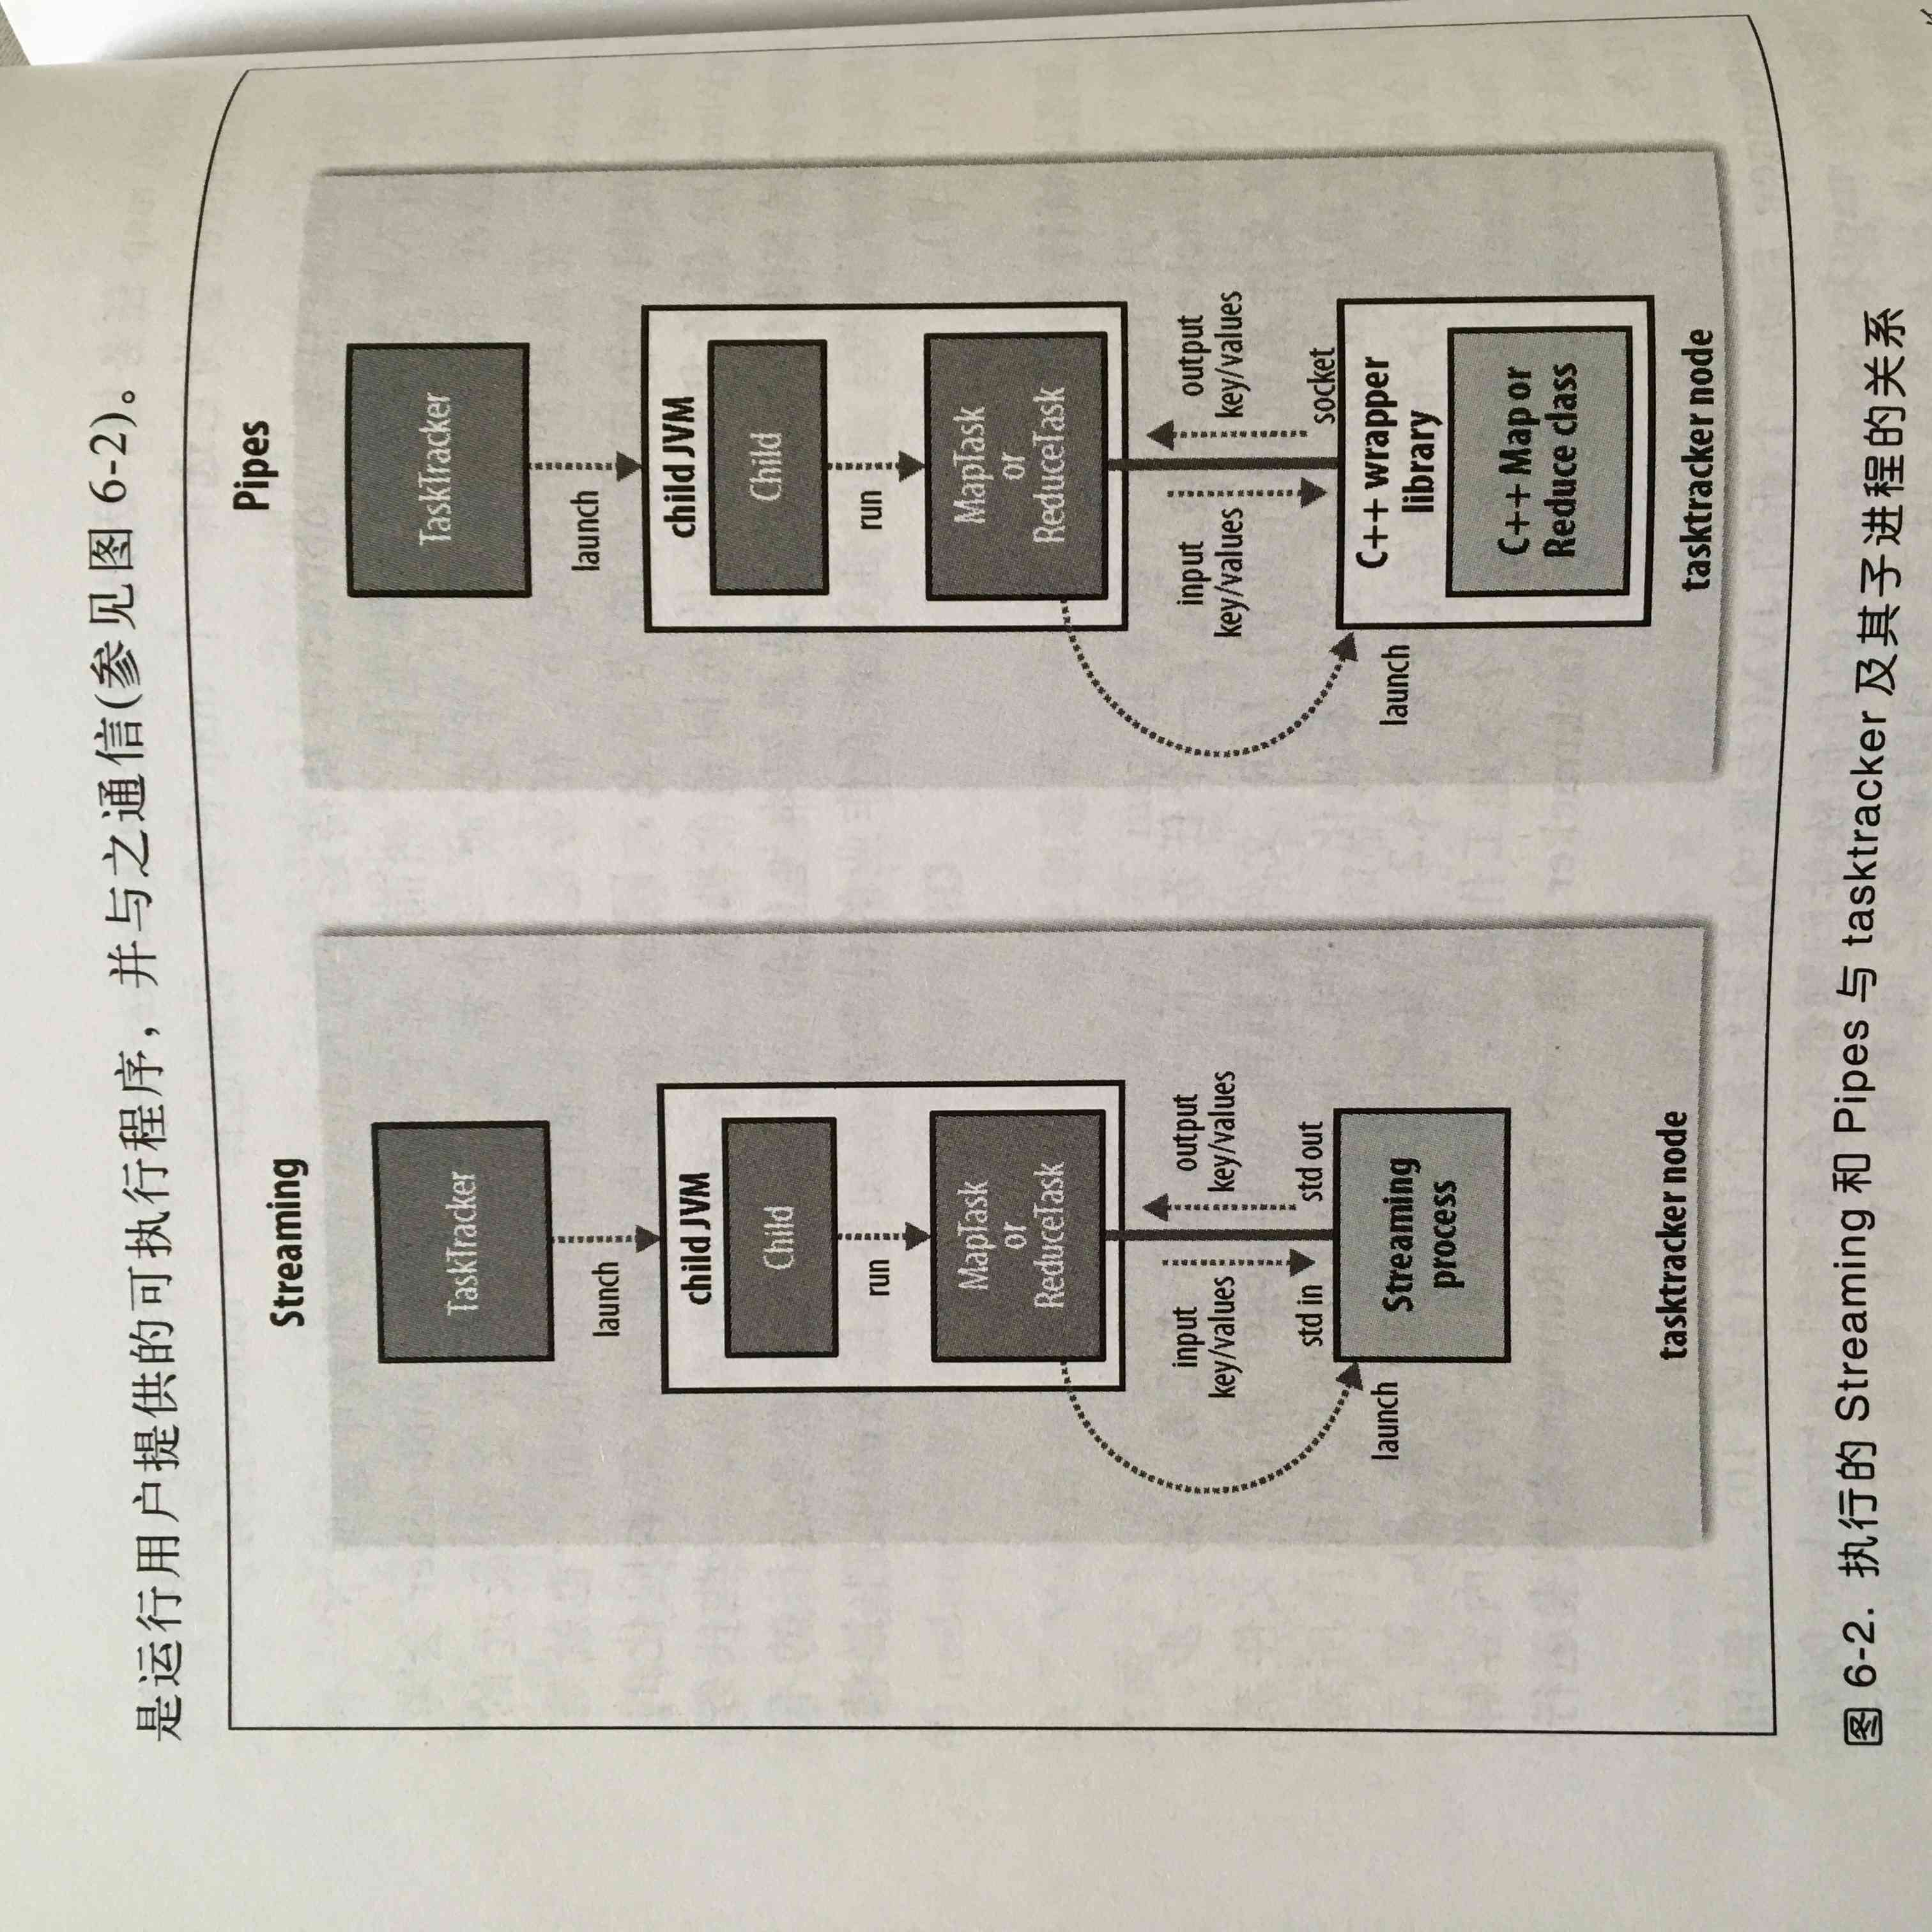 是运行用户提供的可执行程序，并与之通信(参见图 6-2)。
Streaming
TaskTracker
launch
child JVM
Child
run
MapTask
or
ReduceTask
input
key/values
output
key/values
std in
std out
launch
Streaming
process
tasktracker node
Pipes
TaskTracker
launch
child JVM
Child
run
MapTask
or
ReduceTask
input
key/values
output
key/values
socket
launch
C++ wrapper
library
C++ Map or
Reduce class
tasktracker node
图 6-2. 执行的 Streaming 和 Pipes 与 tasktracker 及其子进程的关系